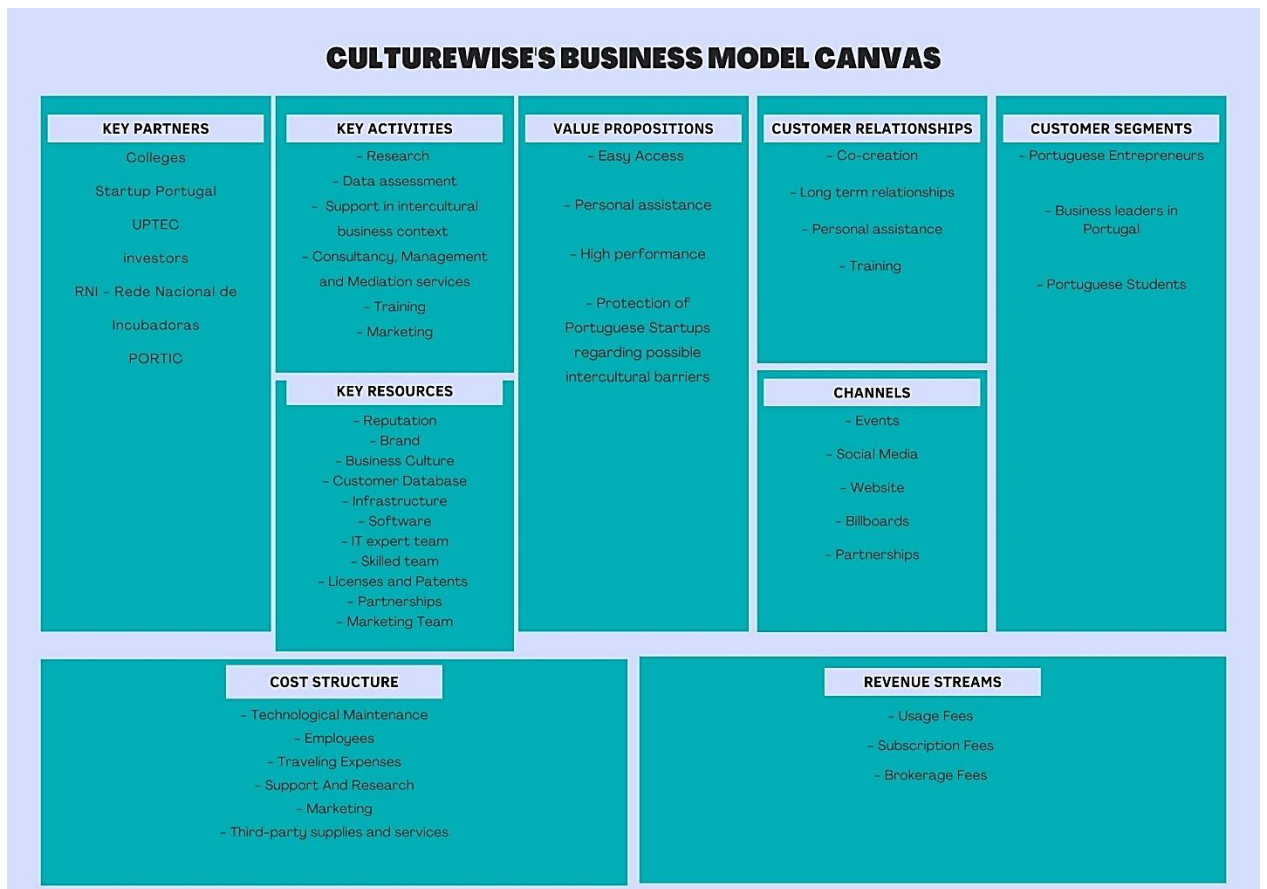 CULTUREWISE'S BUSINESS MODEL CANVAS
KEY PARTNERS
Colleges
Startup Portugal
UPTEC
investors
RNI - Rede Nacional de
Incubadoras
PORTIC
KEY ACTIVITIES
- Research
- Data assessment
- Support in intercultural
business context
- Consultancy, Management
and Mediation services
- Training
- Marketing
KEY RESOURCES
- Reputation
- Brand
- Business Culture
- Customer Database
- Infrastructure
- Software
- IT expert team
- Skilled team
- Licenses and Patents
- Partnerships
- Marketing Team
VALUE PROPOSITIONS
- Easy Access
- Personal assistance
- High performance
- Protection of
Portuguese Startups
regarding possible
intercultural barriers
CUSTOMER RELATIONSHIPS
- Co-creation
- Long term relationships
- Personal assistance
- Training
CHANNELS
- Events
- Social Media
- Website
- Billboards
- Partnerships
CUSTOMER SEGMENTS
- Portuguese Entrepreneurs
- Business leaders in
Portugal
- Portuguese Students
COST STRUCTURE
- Technological Maintenance
- Employees
- Traveling Expenses
- Support And Research
- Marketing
- Third-party supplies and services
REVENUE STREAMS
- Usage Fees
- Subscription Fees
- Brokerage Fees